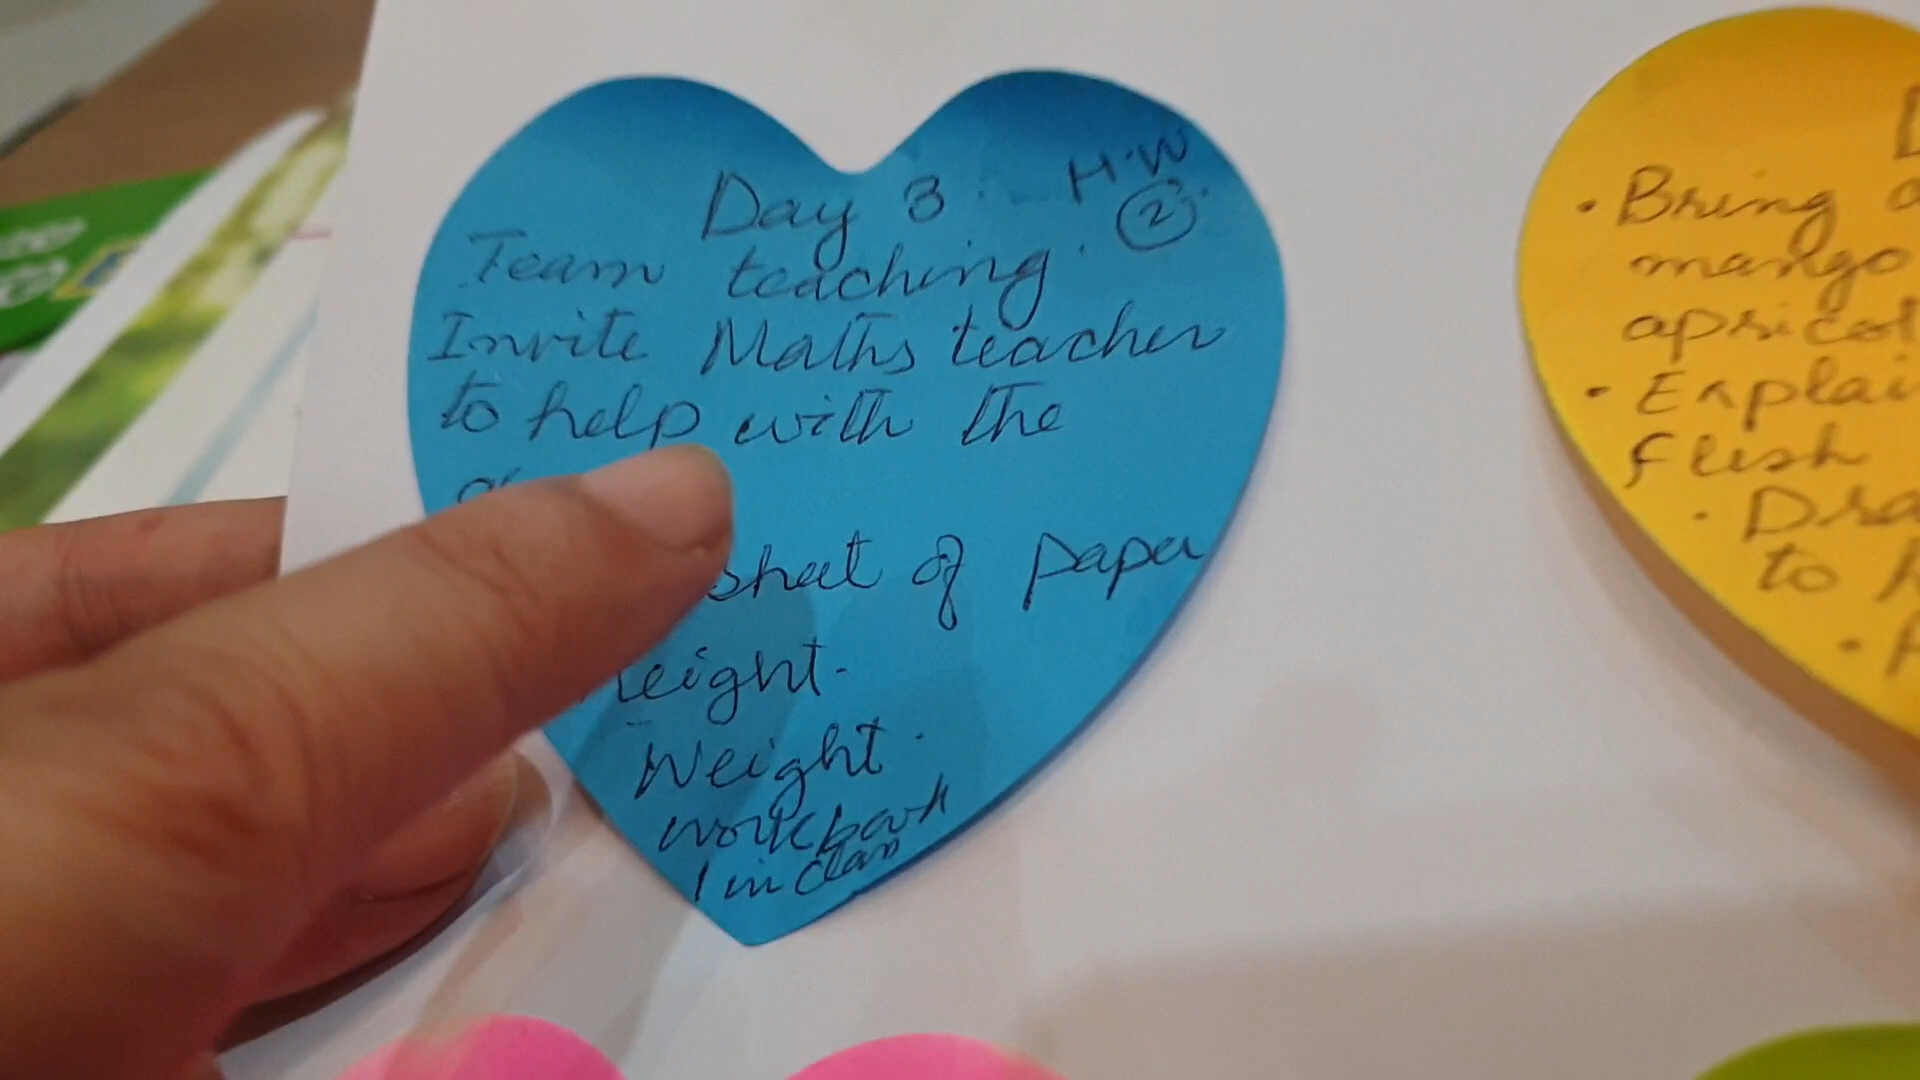 Day 3
H.W
2
Team teaching.
Invite Maths teacher
to help with the
sheet of paper
Height.
Weight.
workbook
1 in class
• Bring
mango
apricot
• Explai
flesh
• Dra
to